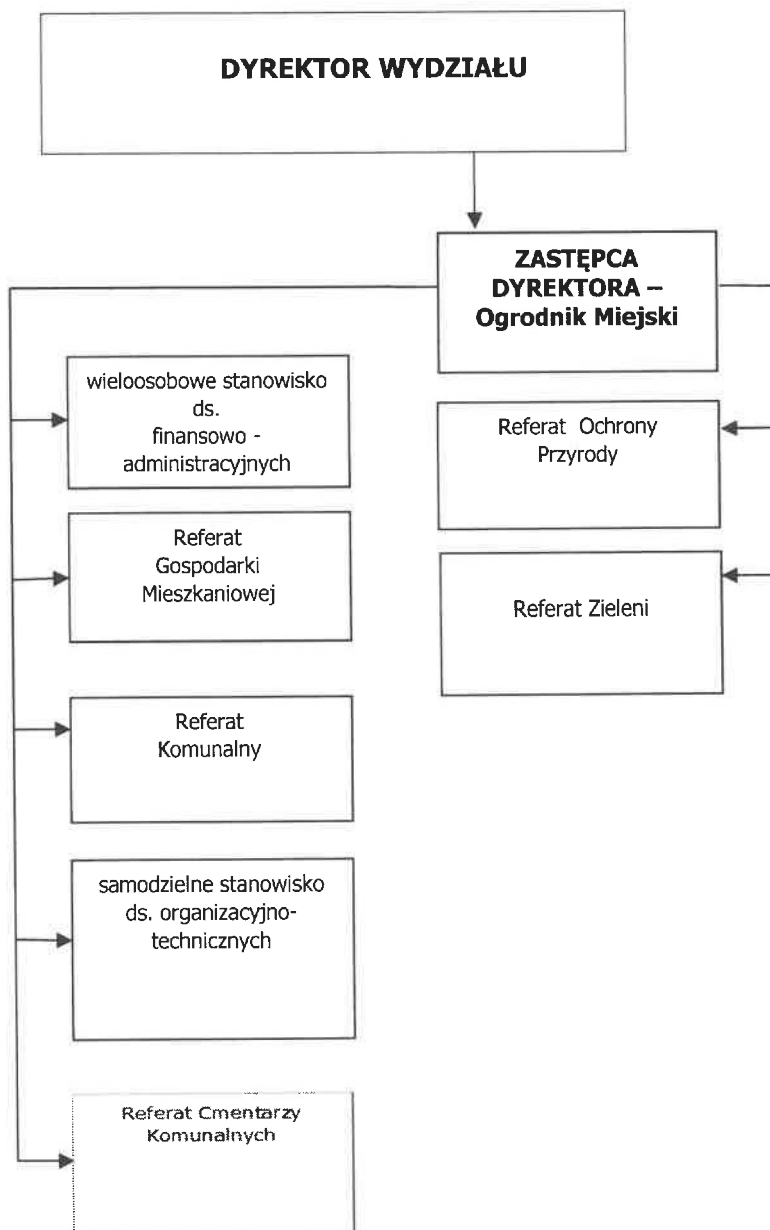 DYREKTOR WYDZIAŁU
ZASTĘPCA
DYREKTORA –
Ogrodnik Miejski
wieloosobowe stanowisko
ds.
finansowo -
administracyjnych
Referat Ochrony
Przyrody
Referat
Gospodarki
Mieszkaniowej
Referat Zieleni
Referat
Komunalny
samodzielne stanowisko
ds. organizacyjno-
technicznych
Referat Cmentarzy
Komunalnych